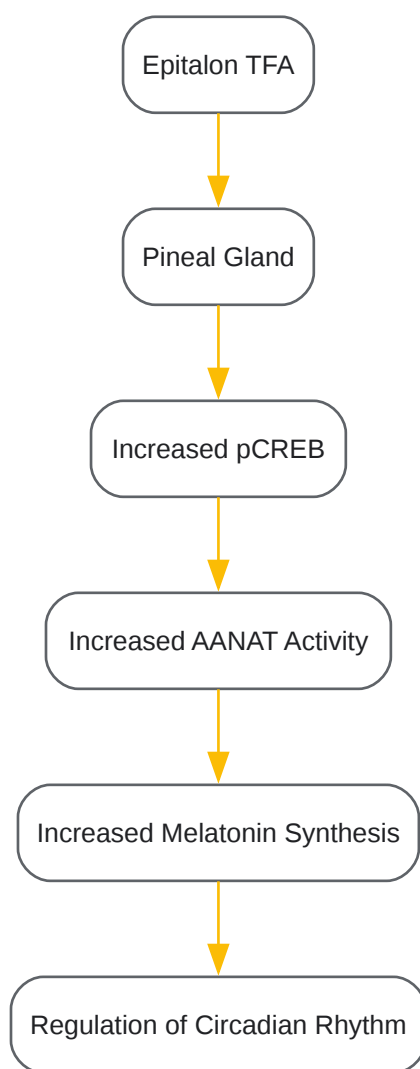 Epitalon TFA
Pineal Gland
Increased pCREB
Increased AANAT Activity
Increased Melatonin Synthesis
Regulation of Circadian Rhythm